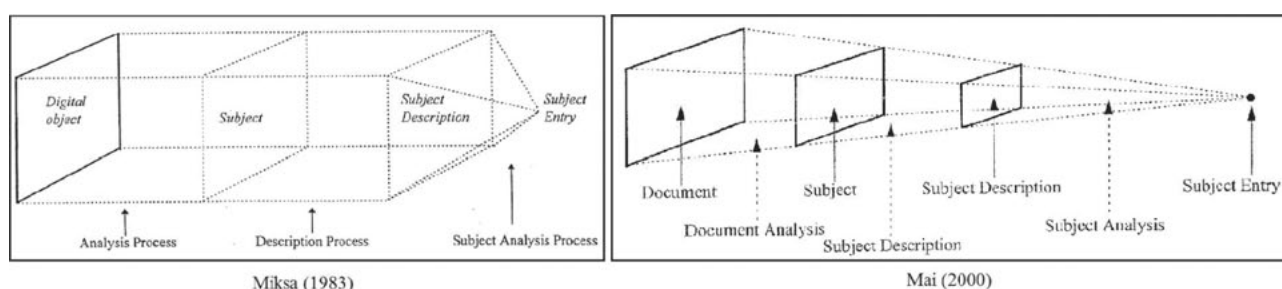 Digital
object
Subject
Subject
Description
Subject
Entry
Analysis Process
Description Process
Subject Analysis Process
Miksa (1983)
Document
Subject
Subject Description
Subject Entry
Document Analysis
Subject Description
Subject Analysis
Mai (2000)